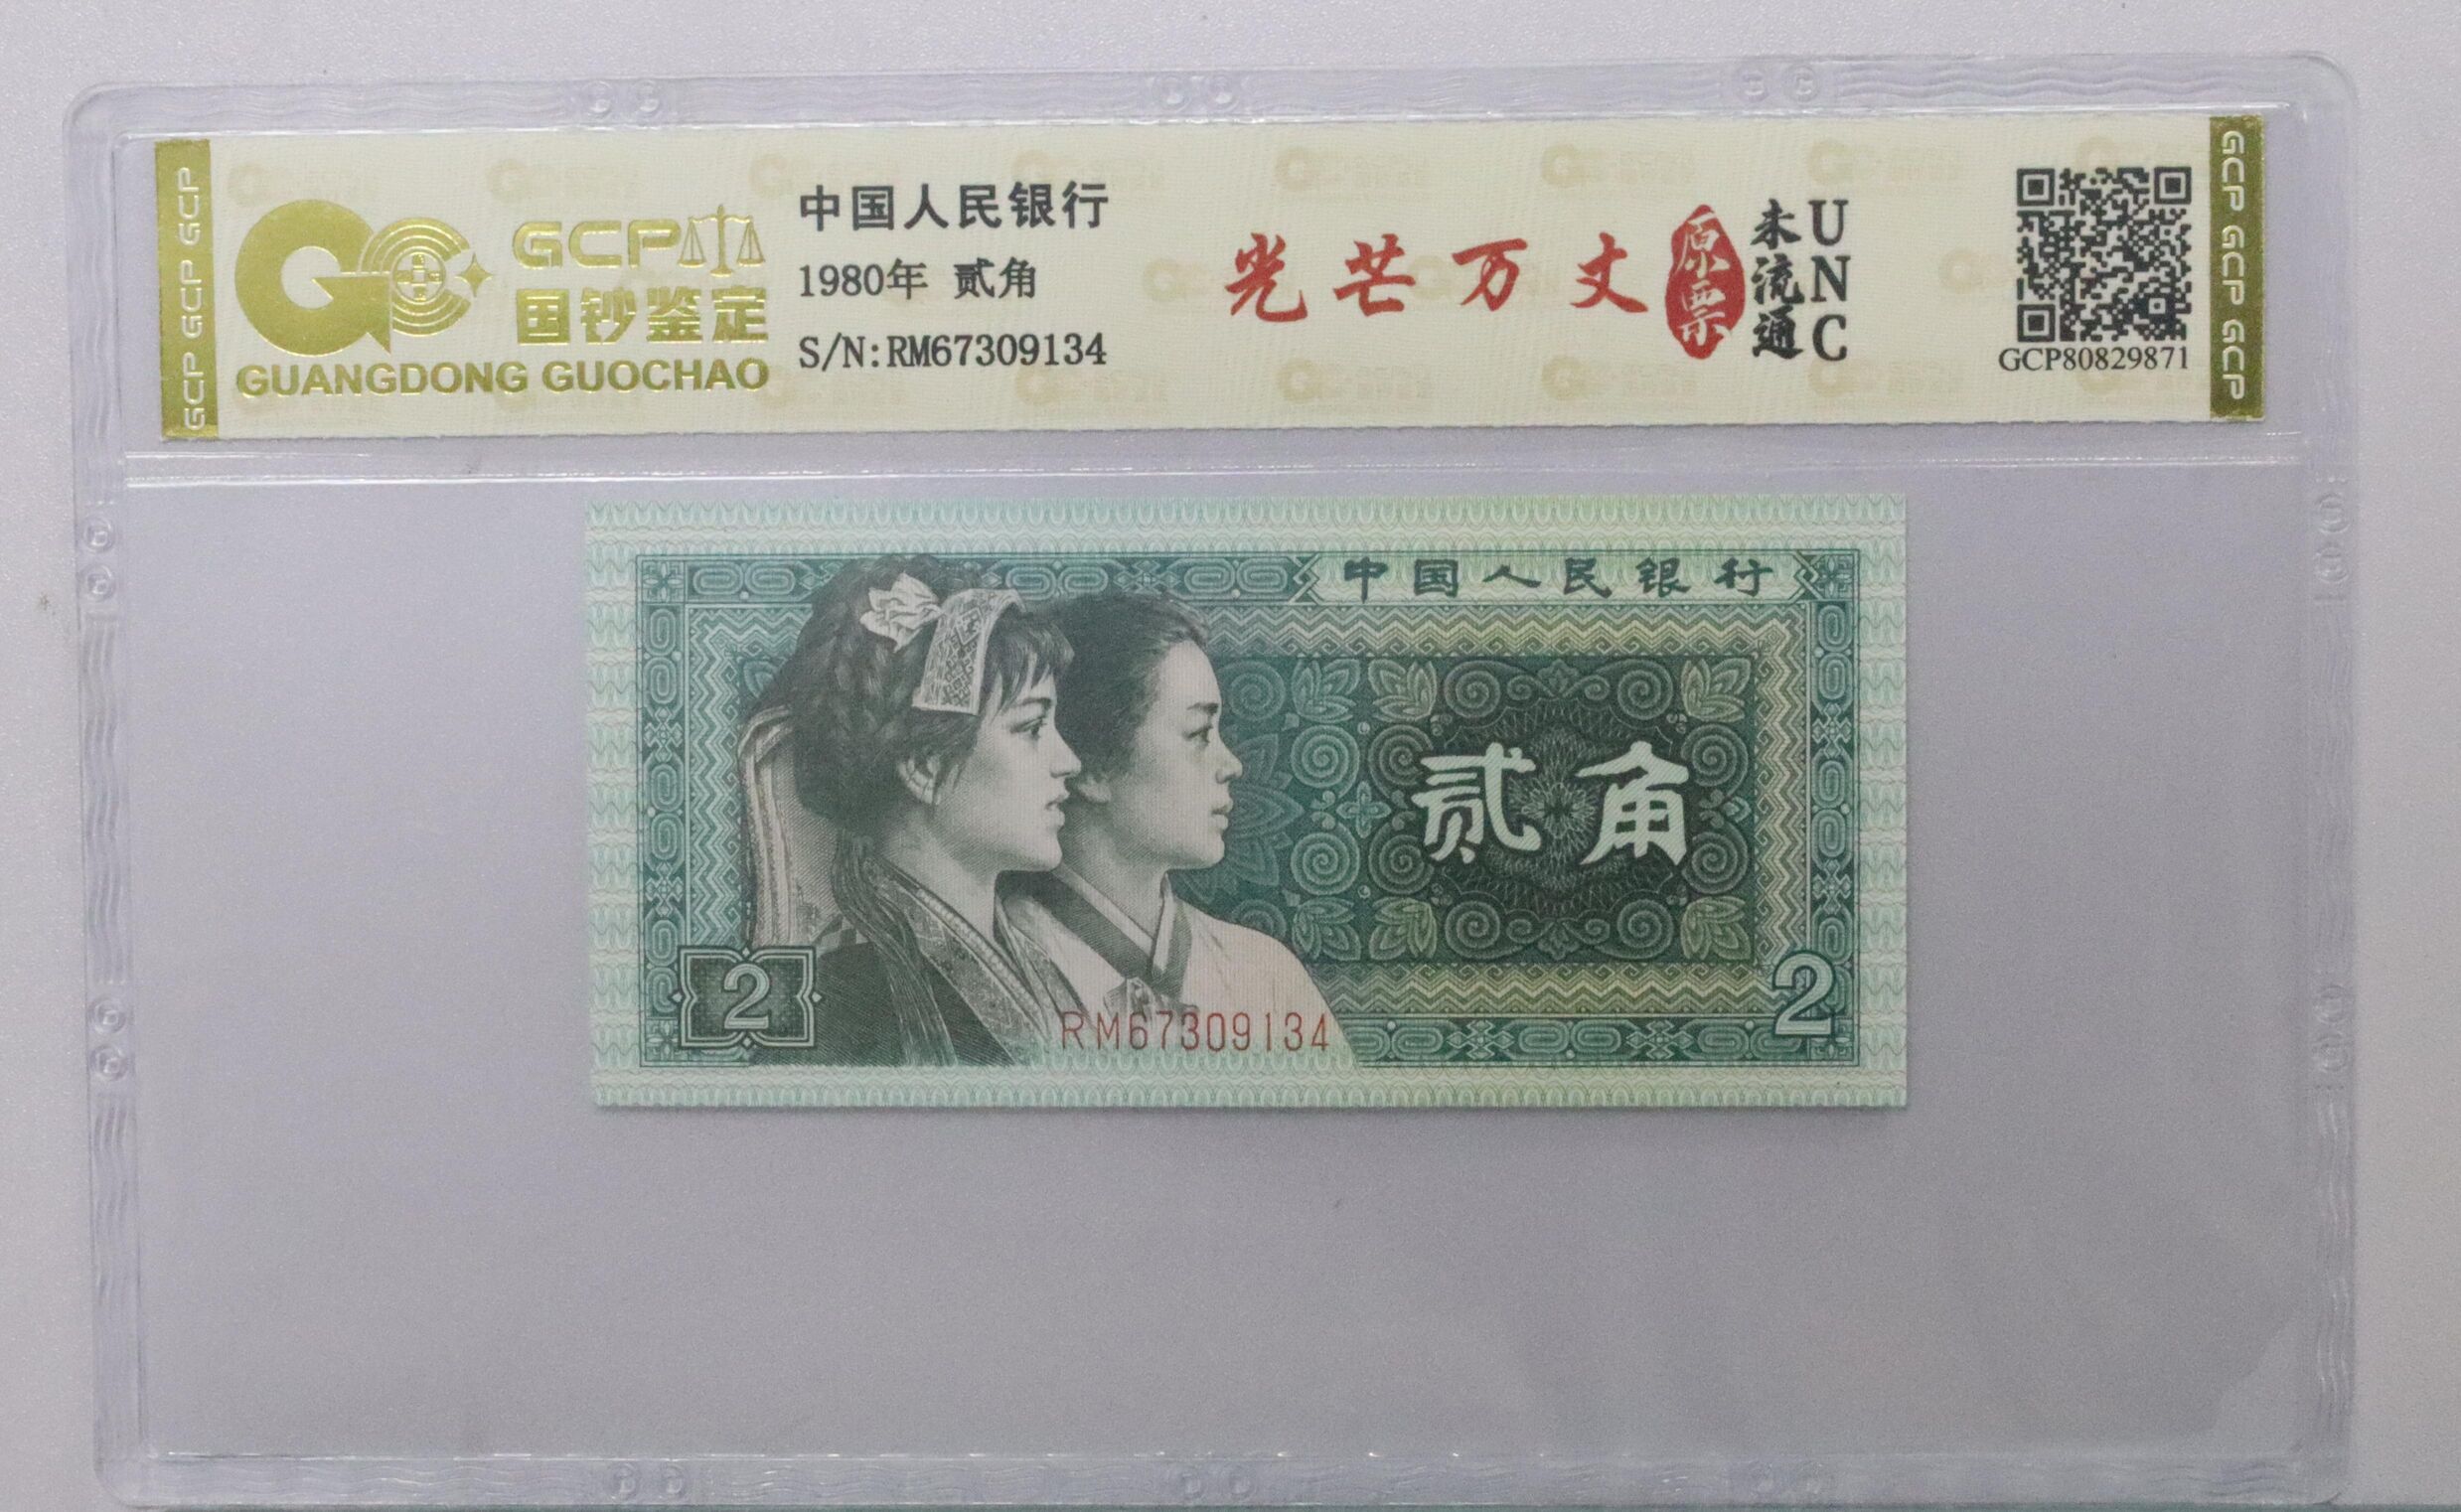 GCP GCP GCP
GCP
国钞鉴定
GUANGDONG GUOCHAO
中国人民银行
1980年 贰角
S/N:RM67309134
光芒万丈
原票
未流通
UNC
GCP80829871
GCP GCP GCP
中国人民银行
贰角
2
2
RM67309134